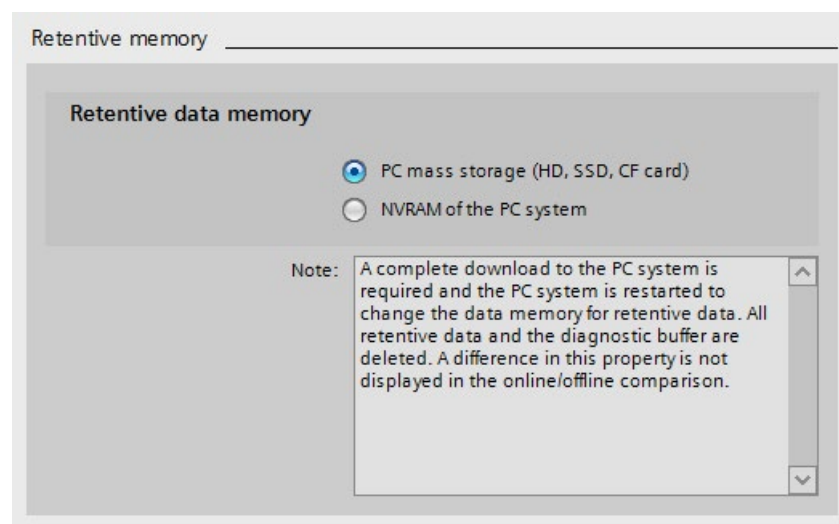 Retentive memory
Retentive data memory
PC mass storage (HD, SSD, CF card)
NVRAM of the PC system
Note:
A complete download to the PC system is
required and the PC system is restarted to
change the data memory for retentive data. All
retentive data and the diagnostic buffer are
deleted. A difference in this property is not
displayed in the online/offline comparison.